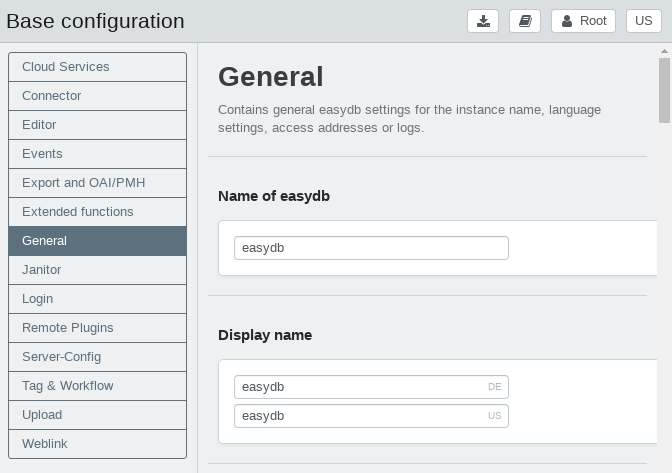 Base configuration
Root
US
Cloud Services
Connector
Editor
Events
Export and OAI/PMH
Extended functions
General
Janitor
Login
Remote Plugins
Server-Config
Tag & Workflow
Upload
Weblink
General
Contains general easydb settings for the instance name, language
settings, access addresses or logs.
Name of easydb
easydb
Display name
easydb DE
easydb US